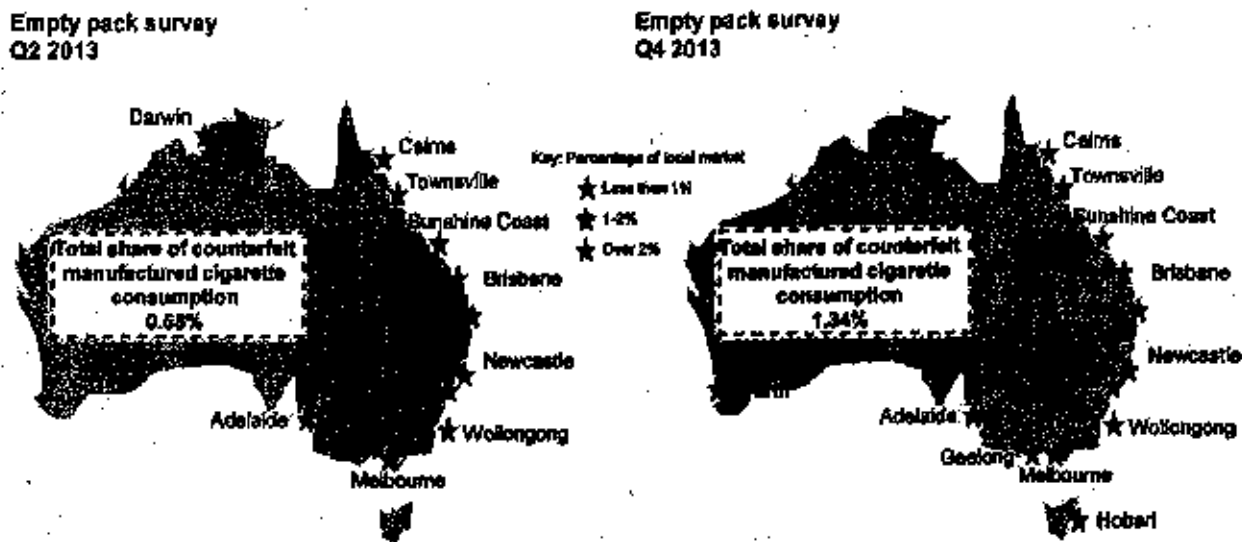 Empty pack survey
Q2 2013
Darwin
Cairns
Townsville
Sunshine Coast
Total share of counterfeit
manufactured cigarette
consumption
Brisbane
Newcastle
Adelaide
Wollongong
Melbourne
Key: Percentage of local market
Less than 1%
1-2%
Over 2%
Empty pack survey
Q4 2013
Cairns
Townsville
Sunshine Coast
Total share of counterfeit
manufactured cigarette
consumption
1.34%
Brisbane
Newcastle
Adelaide
Wollongong
Geelong
Melbourne
Hobart